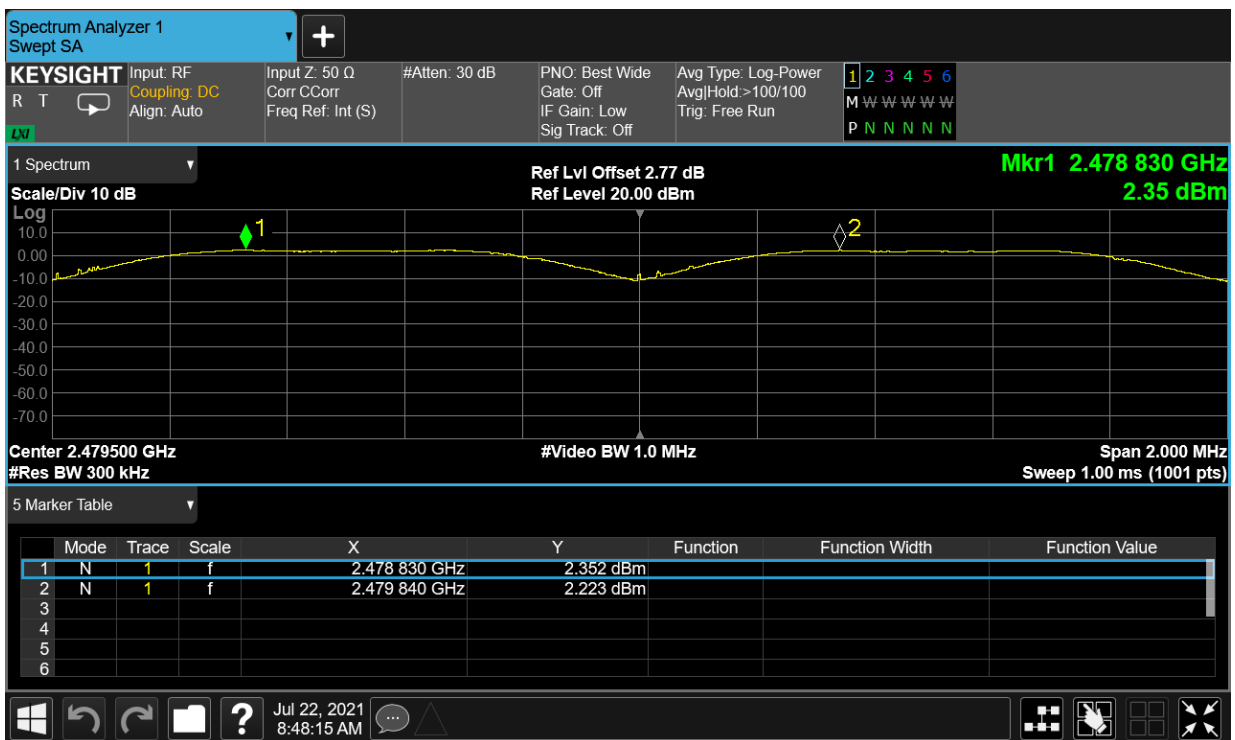 Spectrum Analyzer 1
Swept SA
+
KEYSIGHT
R T
LXI
Input: RF
Coupling: DC
Align: Auto
Input Z: 50 Ω
Corr CCorr
Freq Ref: Int (S)
#Atten: 30 dB
PNO: Best Wide
Gate: Off
IF Gain: Low
Sig Track: Off
Avg Type: Log-Power
Avg|Hold:>100/100
Trig: Free Run
1 2 3 4 5 6
M W W W W W
P N N N N N
1 Spectrum
Scale/Div 10 dB
Ref Lvl Offset 2.77 dB
Ref Level 20.00 dBm
Mkr1 2.478 830 GHz
2.35 dBm
Log
10.0
0.00
-10.0
-20.0
-30.0
-40.0
-50.0
-60.0
-70.0
1
2
Center 2.479500 GHz
#Res BW 300 kHz
#Video BW 1.0 MHz
Span 2.000 MHz
Sweep 1.00 ms (1001 pts)
5 Marker Table
Mode Trace Scale X Y Function Function Width Function Value
1 N 1 f 2.478 830 GHz 2.352 dBm
2 N 1 f 2.479 840 GHz 2.223 dBm
3
4
5
6
?
Jul 22, 2021
8:48:15 AM